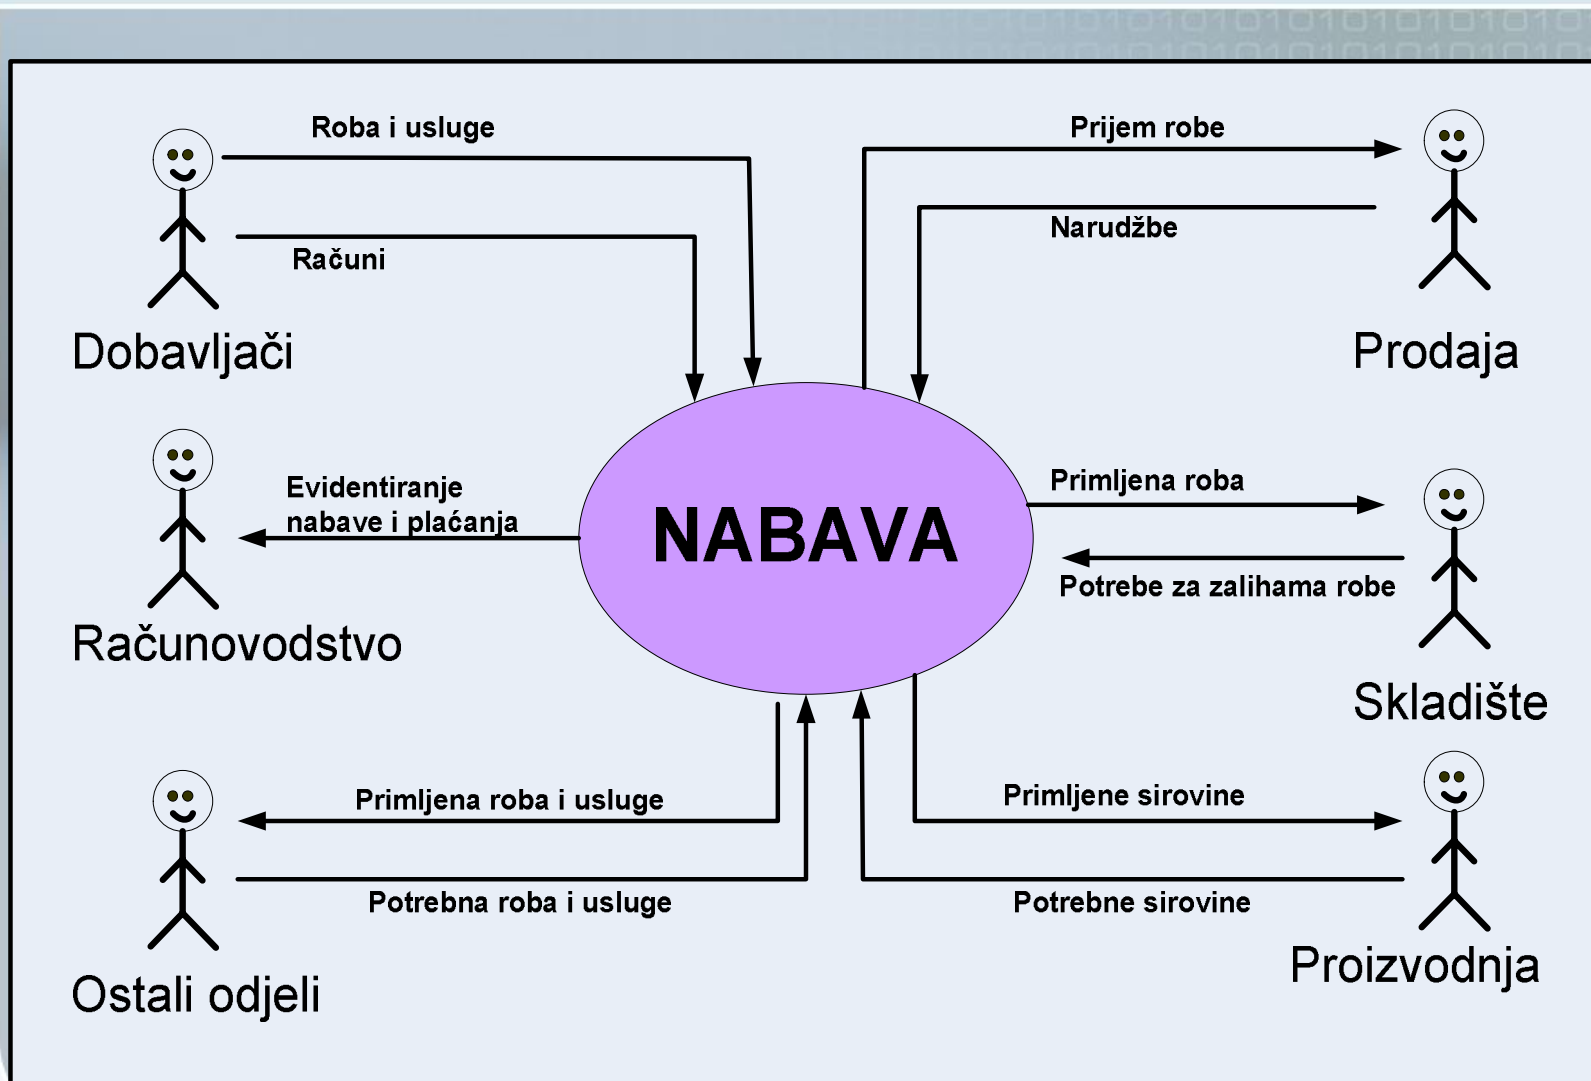 Roba i usluge
Računi
Dobavljači
Prijem robe
Narudžbe
Prodaja
Evidentiranje
nabave i plaćanja
Računovodstvo
NABAVA
Primljena roba
Potrebe za zalihama robe
Skladište
Primljena roba i usluge
Potrebna roba i usluge
Ostali odjeli
Primljene sirovine
Potrebne sirovine
Proizvodnja